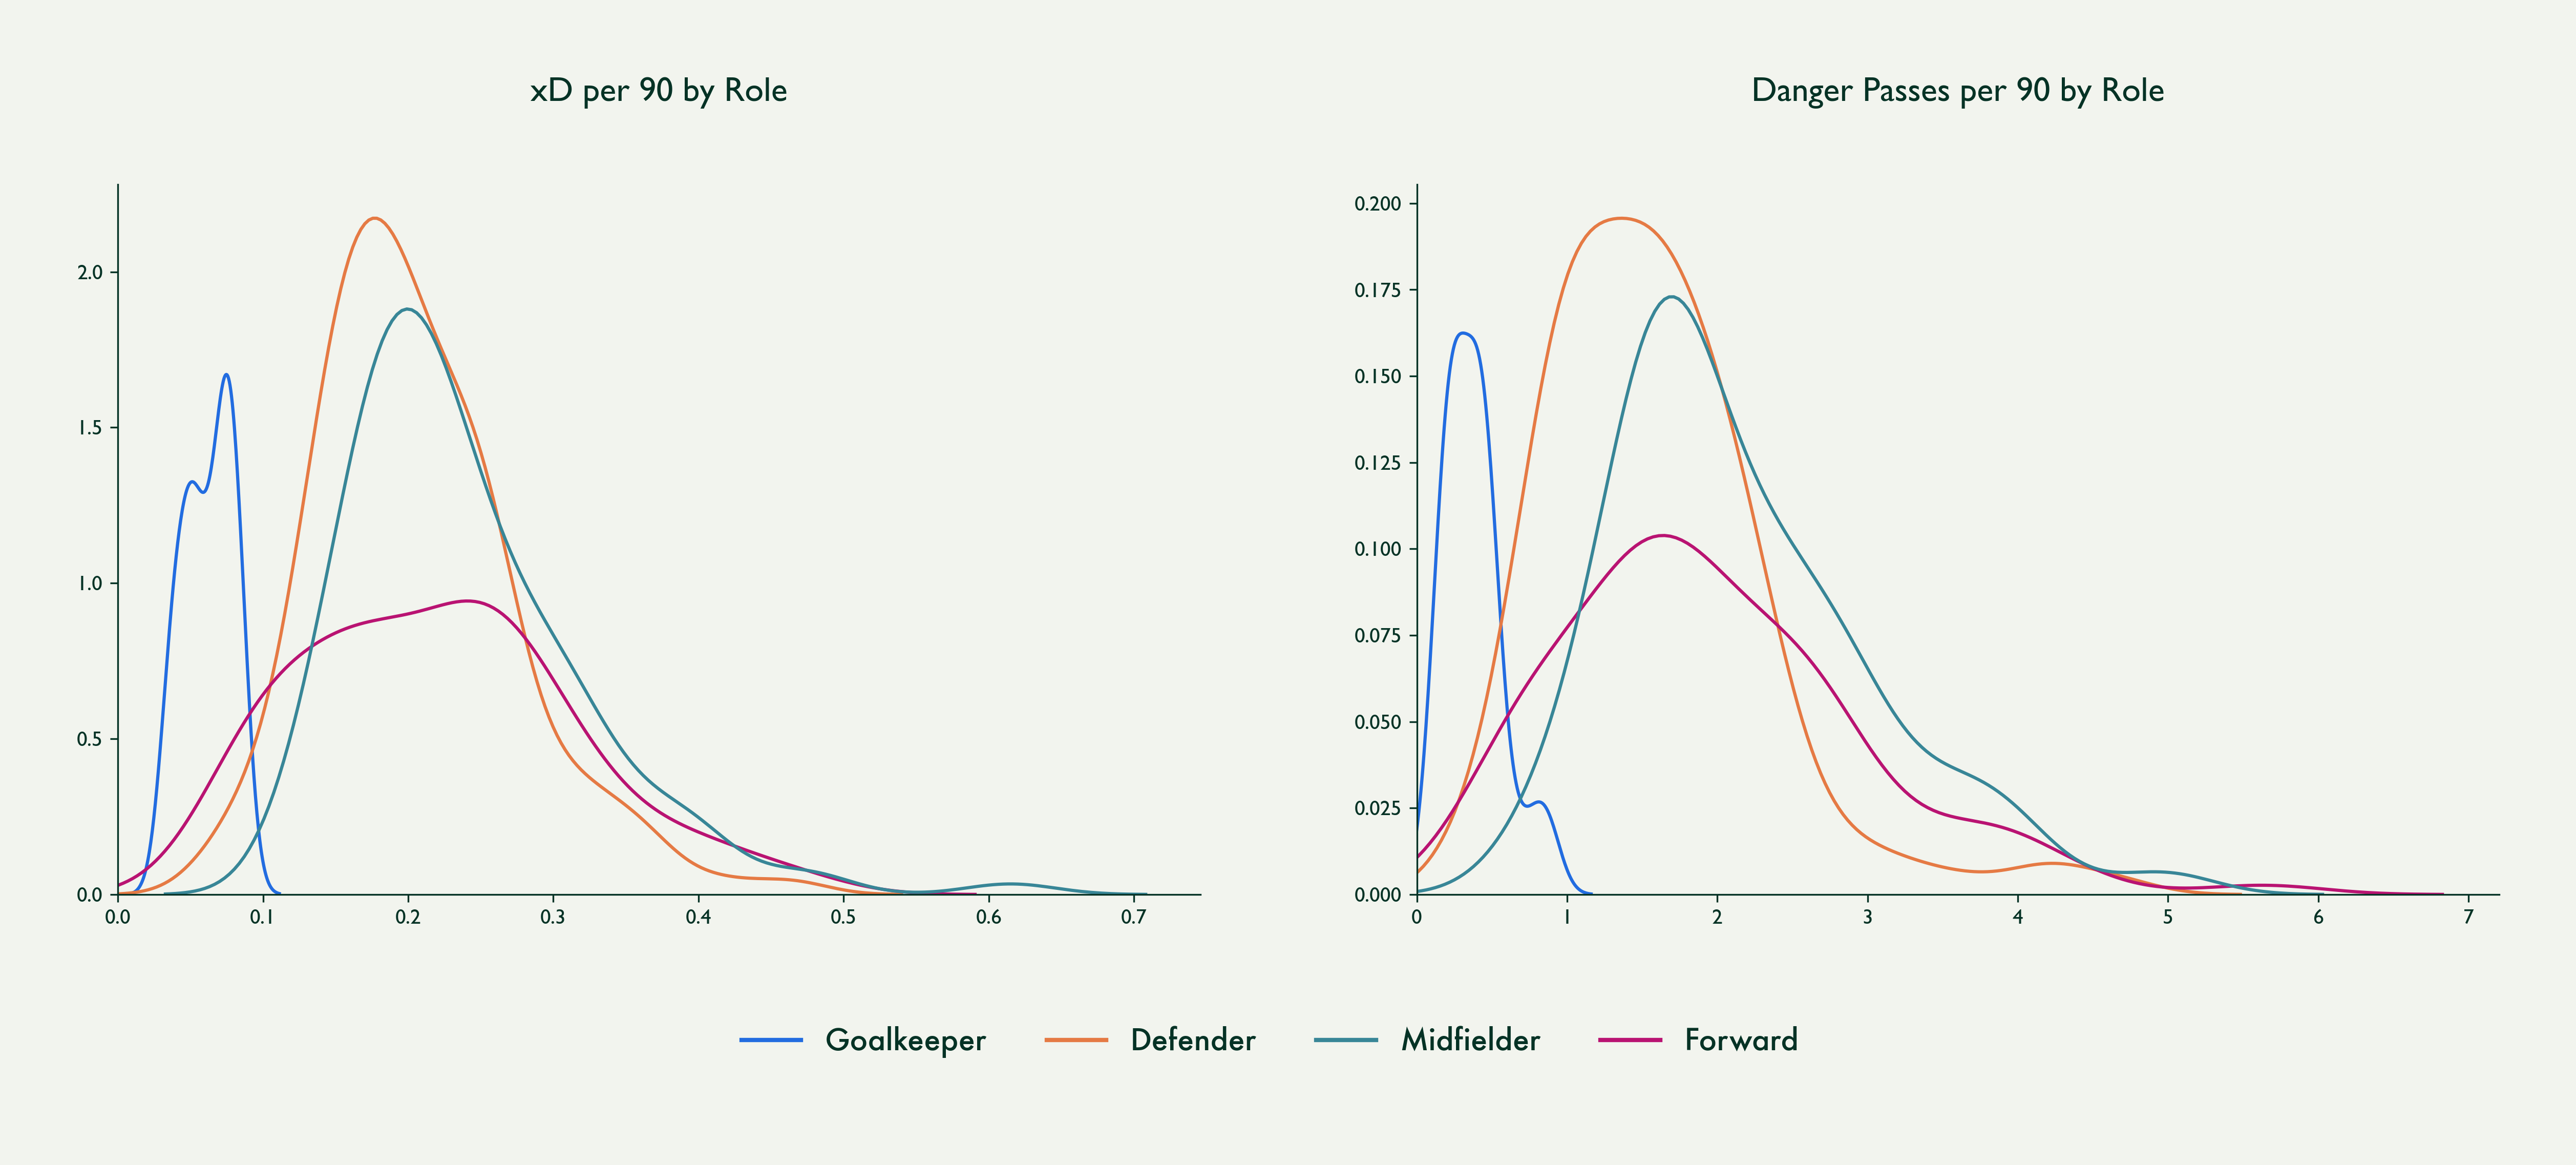 xD per 90 by Role
Danger Passes per 90 by Role
2.0
1.5
1.0
0.5
0.0
0.0 0.1 0.2 0.3 0.4 0.5 0.6 0.7
0.200
0.175
0.150
0.125
0.100
0.075
0.050
0.025
0.000
0 1 2 3 4 5 6 7
Goalkeeper Defender Midfielder Forward